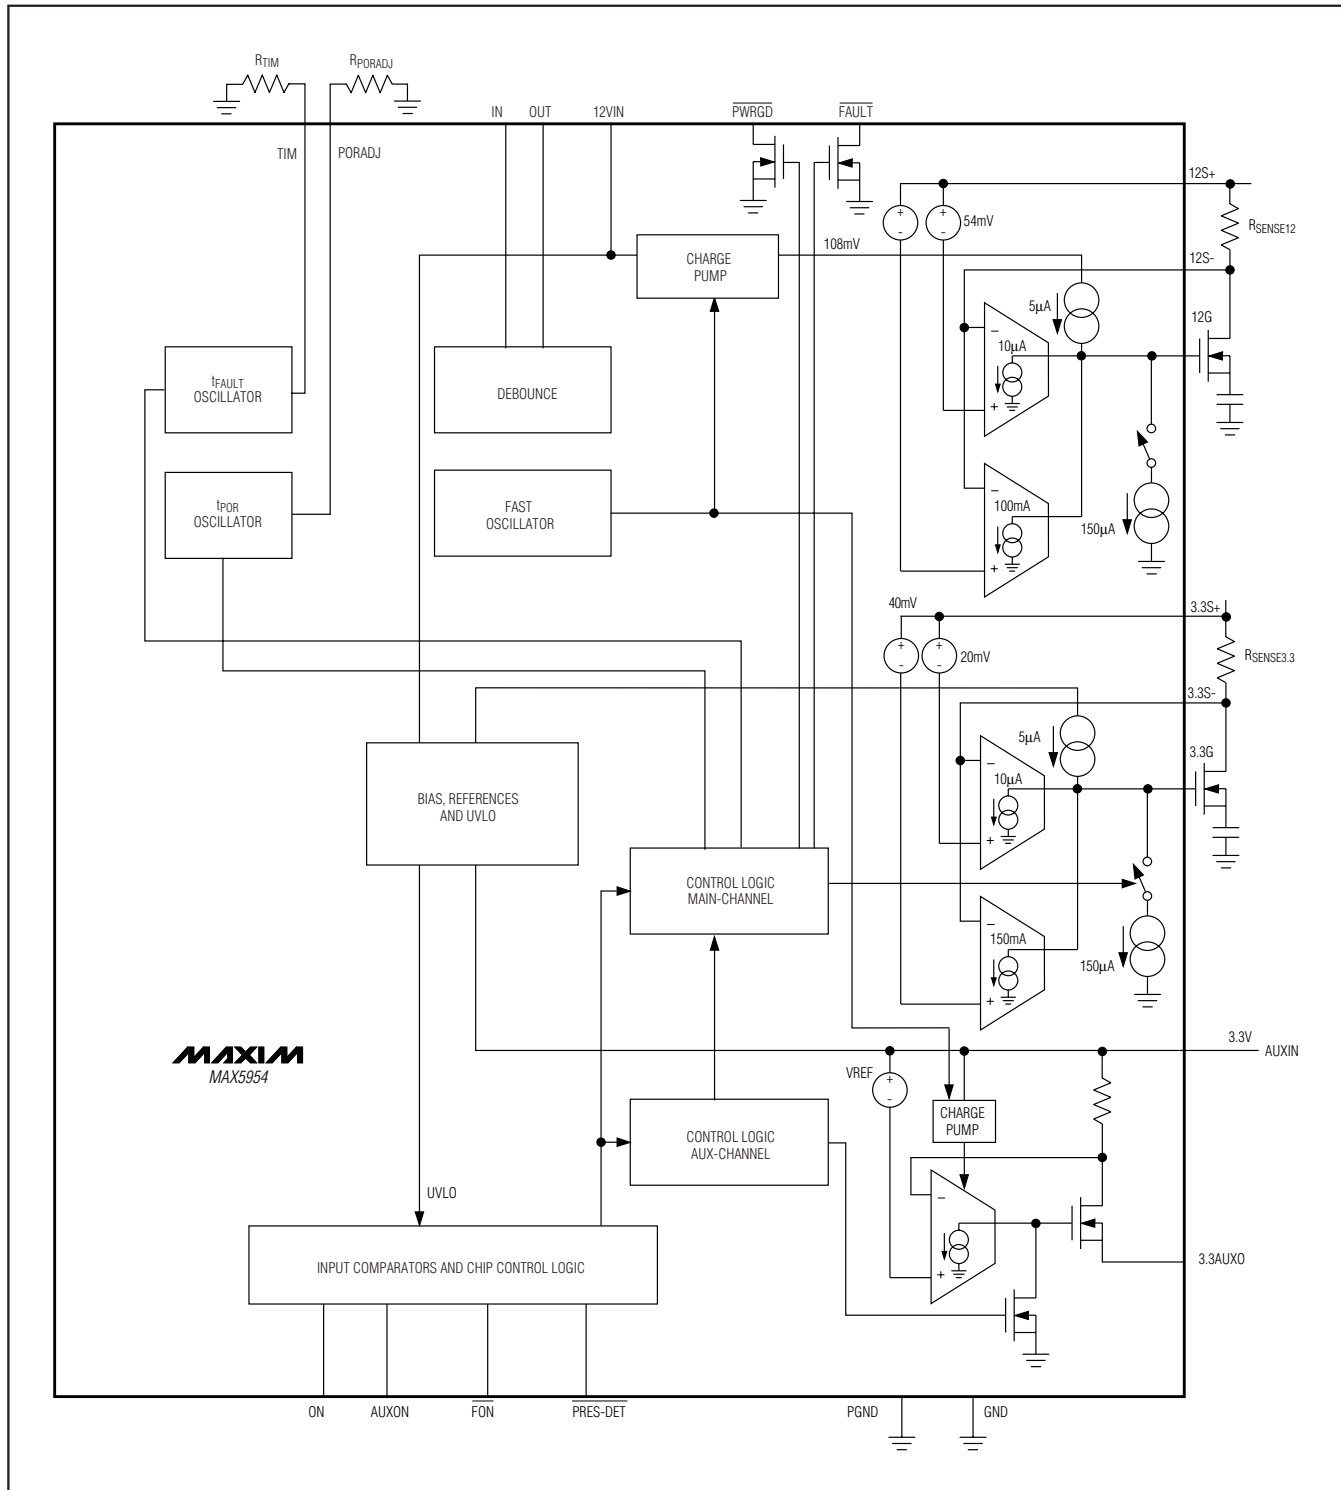 RTIM
RPORADJ
IN
OUT
12VIN
PWRGD
FAULT
TIM
PORADJ
12S+
+
-
+
-
54mV
RSENSE12
108mV
12S-
CHARGE
PUMP
5μA
12G
−
10μA
+
tFAULT
OSCILLATOR
DEBOUNCE
tPOR
OSCILLATOR
FAST
OSCILLATOR
−
100mA
+
150μA
40mV
3.3S+
+
-
+
-
20mV
RSENSE3.3
3.3S-
5μA
3.3G
−
10μA
+
BIAS, REFERENCES
AND UVLO
CONTROL LOGIC
MAIN-CHANNEL
−
150mA
+
150μA
3.3V
AUXIN
MAXIM
MAX5954
VREF
+
-
CHARGE
PUMP
CONTROL LOGIC
AUX-CHANNEL
UVLO
−
+
3.3AUXO
INPUT COMPARATORS AND CHIP CONTROL LOGIC
ON
AUXON
FON
PRES-DET
PGND
GND